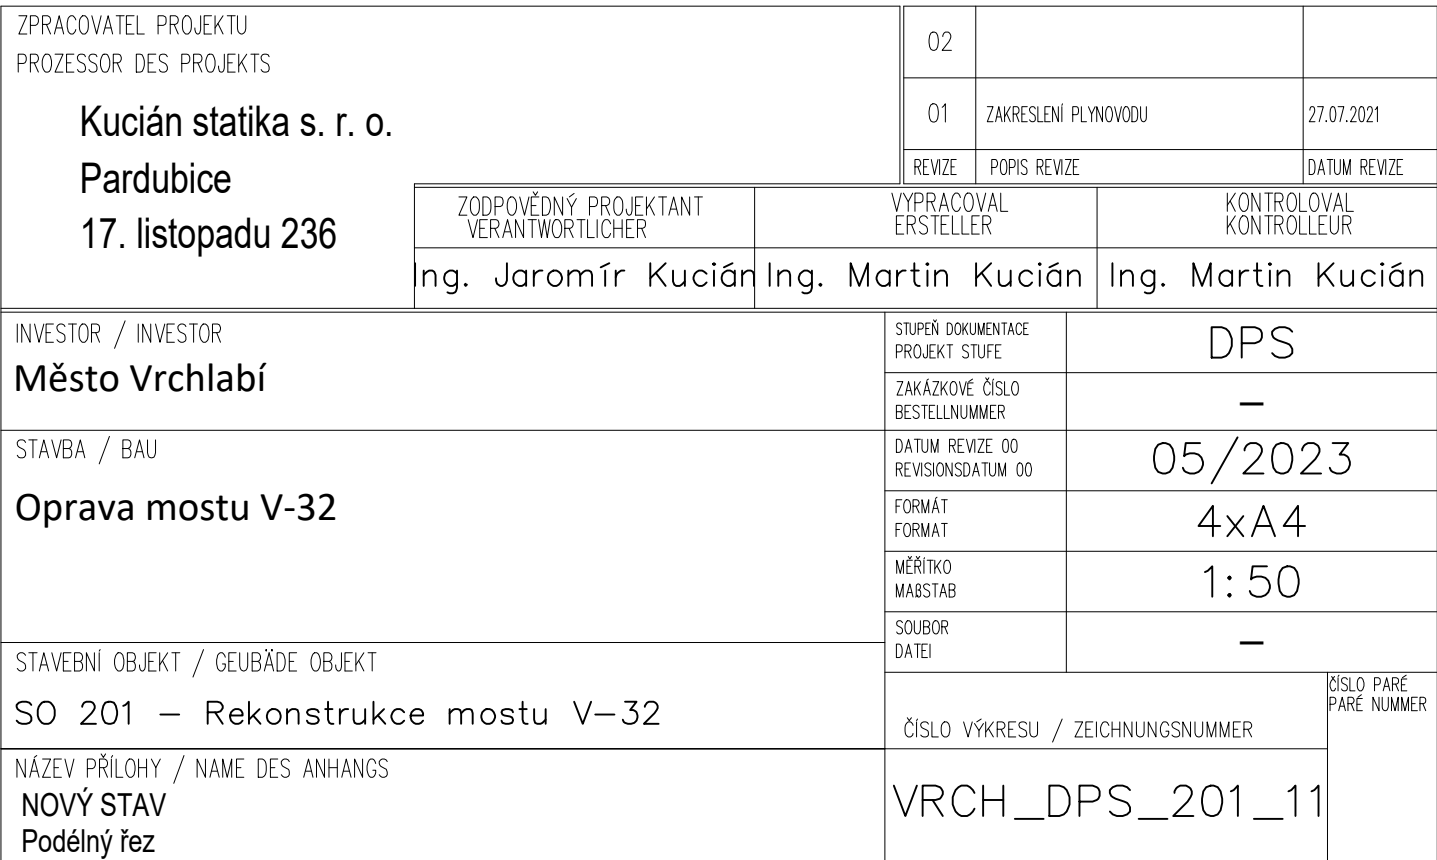 ZPRACOVATEL PROJEKTU
PROZESSOR DES PROJEKTS
Kucián statika s. r. o.
Pardubice
17. listopadu 236
02
01 ZAKRESLENÍ PLYNOVODU 27.07.2021
REVIZE POPIS REVIZE DATUM REVIZE
ZODPOVĚDNÝ PROJEKTANT
VERANTWORTLICHER
VYPRACOVAL
ERSTELLER
KONTROLOVAL
KONTROLLEUR
Ing. Jaromír Kucián
Ing. Martin Kucián
Ing. Martin Kucián
INVESTOR / INVESTOR
Město Vrchlabí
STAVBA / BAU
Oprava mostu V-32
STAVEBNÍ OBJEKT / GEUBÄDE OBJEKT
SO 201 – Rekonstrukce mostu V–32
NÁZEV PŘÍLOHY / NAME DES ANHANGS
NOVÝ STAV
Podélný řez
STUPEŇ DOKUMENTACE
PROJEKT STUFE
DPS
ZAKÁZKOVÉ ČÍSLO
BESTELLNUMMER
–
DATUM REVIZE 00
REVISIONSDATUM 00
05/2023
FORMÁT
FORMAT
4xA4
MĚŘÍTKO
MAßSTAB
1:50
SOUBOR
DATEI
–
ČÍSLO VÝKRESU / ZEICHNUNGSNUMMER
VRCH_DPS_201_11
ČÍSLO PARÉ
PARÉ NUMMER